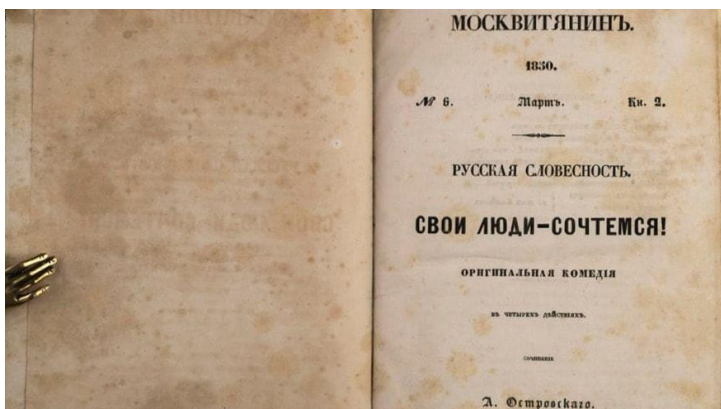 МОСКВИТЯНИНЪ.
1850.
№ 6. Мартъ. Кн. 2.
РУССКАЯ СЛОВЕСНОСТЬ.
СВОИ ЛЮДИ–СОЧТЕМСЯ!
ОРИГИНАЛЬНАЯ КОМЕДІЯ
ВЪ ЧЕТЫРЕХЪ ДѢЙСТВІЯХЪ.
СОЧИНЕНІЕ
А. Островскаго.